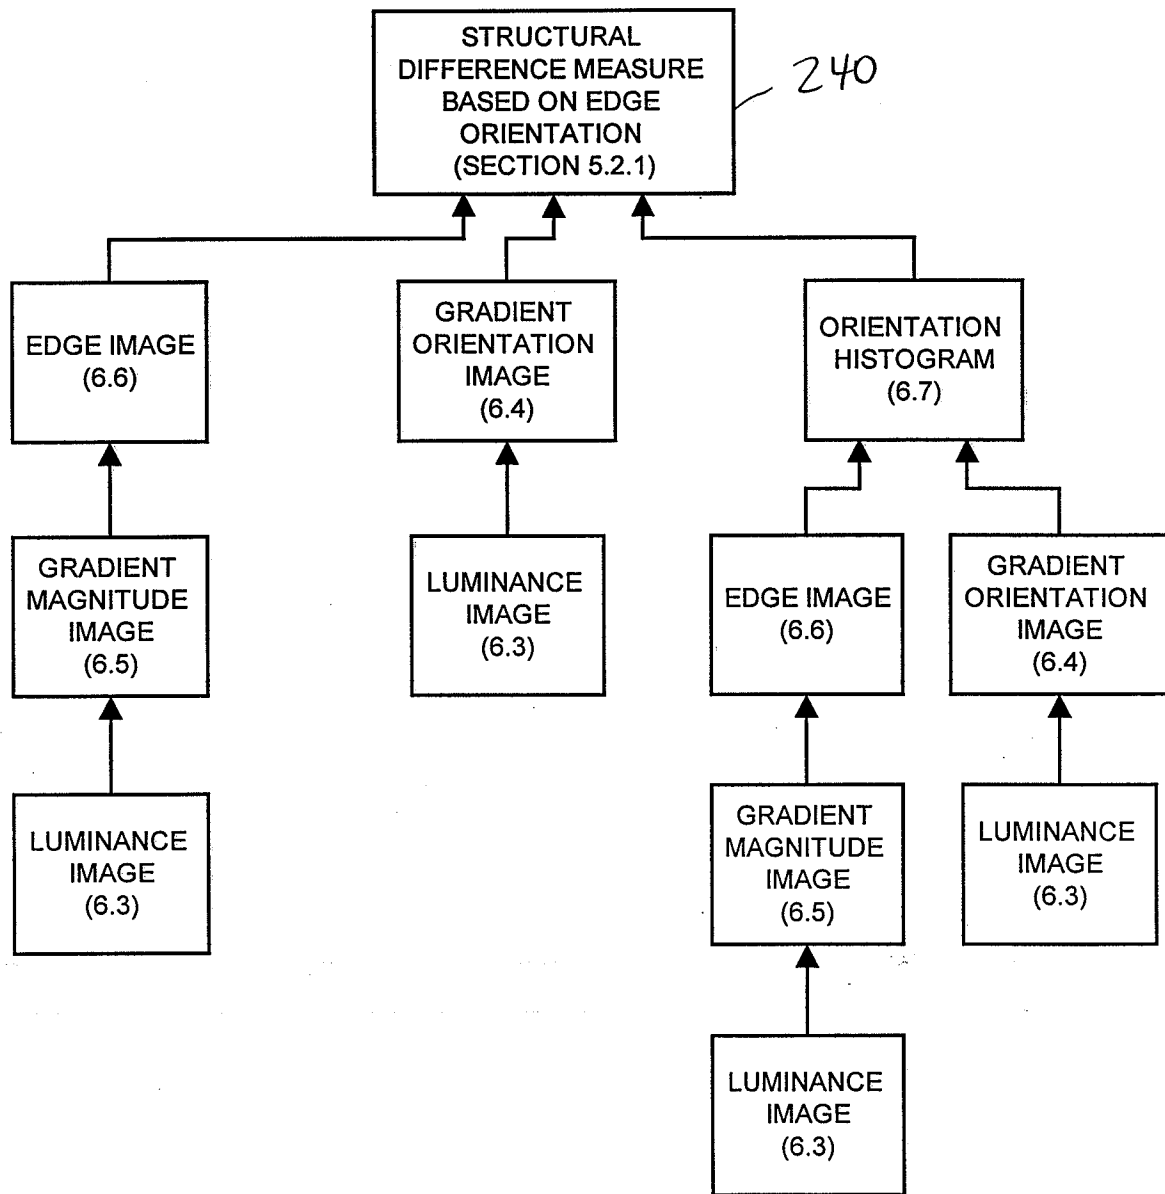 STRUCTURAL
DIFFERENCE MEASURE
BASED ON EDGE
ORIENTATION
(SECTION 5.2.1)
240
EDGE IMAGE
(6.6)
GRADIENT
ORIENTATION
IMAGE
(6.4)
ORIENTATION
HISTOGRAM
(6.7)
GRADIENT
MAGNITUDE
IMAGE
(6.5)
LUMINANCE
IMAGE
(6.3)
EDGE IMAGE
(6.6)
GRADIENT
ORIENTATION
IMAGE
(6.4)
LUMINANCE
IMAGE
(6.3)
GRADIENT
MAGNITUDE
IMAGE
(6.5)
LUMINANCE
IMAGE
(6.3)
LUMINANCE
IMAGE
(6.3)